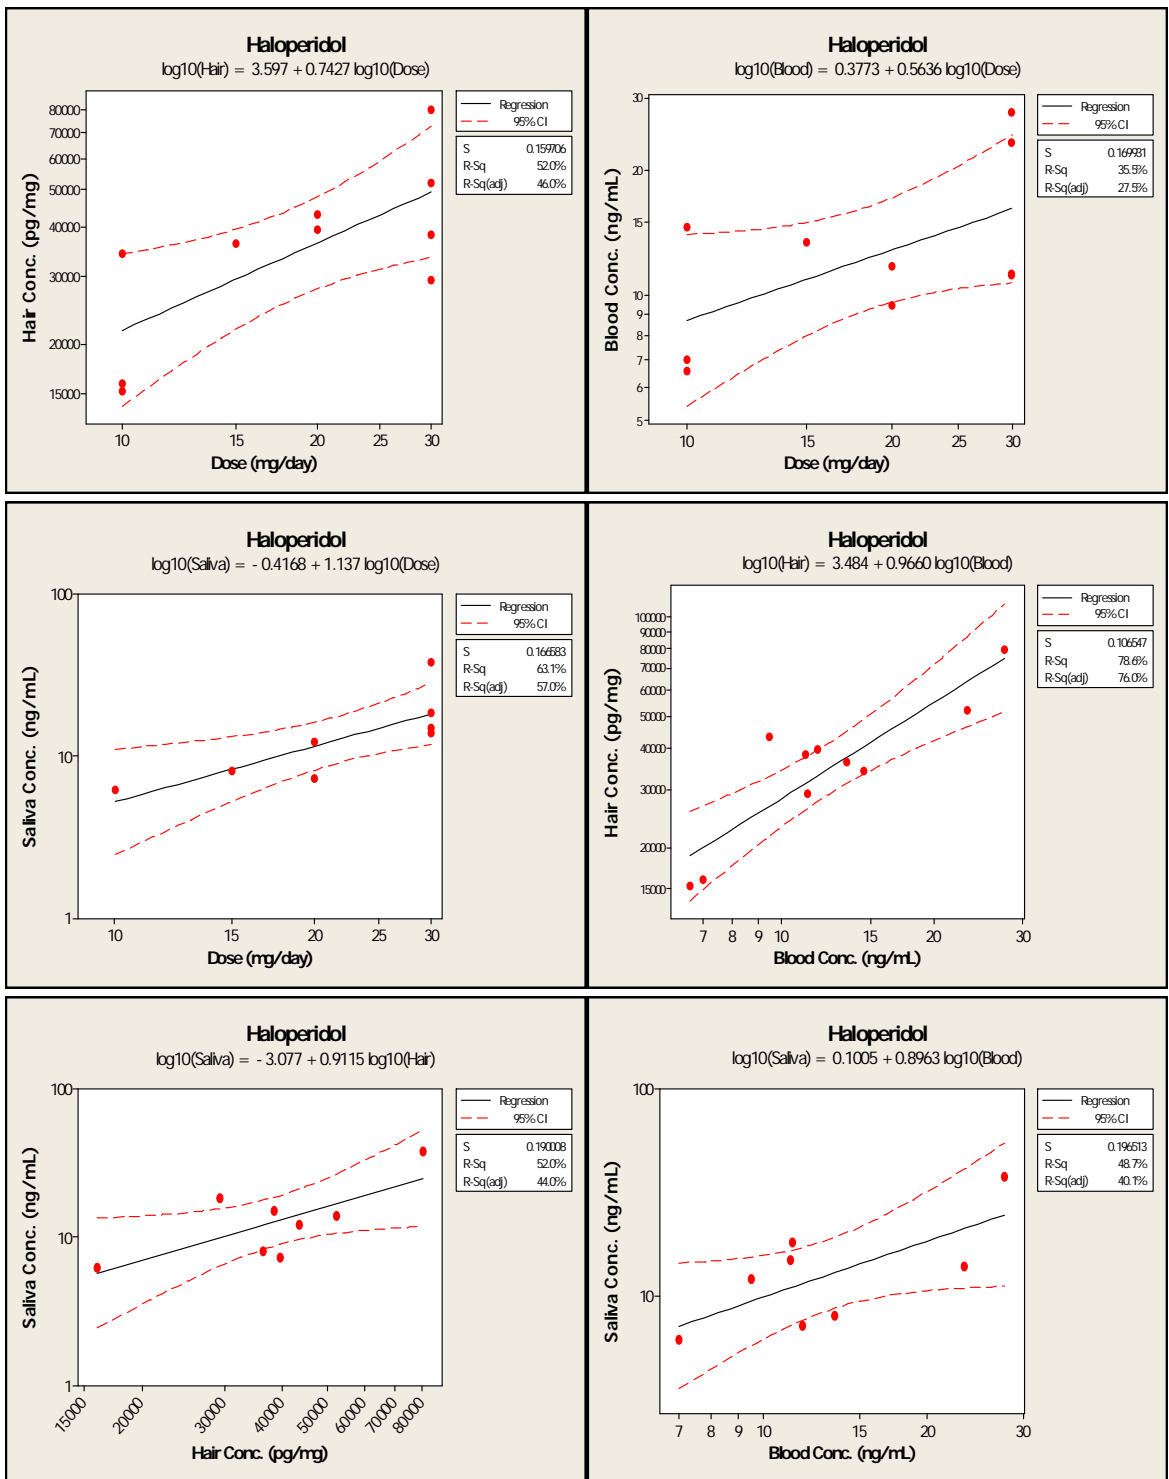 Haloperidol
log10(Hair) = 3.597 + 0.7427 log10(Dose)
Regression
95% CI
S 0.159706
R-Sq 52.0%
R-Sq(adj) 46.0%
80000
70000
60000
50000
40000
30000
20000
15000
Hair Conc. (pg/mg)
10 15 20 25 30
Dose (mg/day)
Haloperidol
log10(Blood) = 0.3773 + 0.5636 log10(Dose)
Regression
95% CI
S 0.169931
R-Sq 35.5%
R-Sq(adj) 27.5%
30
20
15
10
9
8
7
6
5
Blood Conc. (ng/mL)
10 15 20 25 30
Dose (mg/day)
Haloperidol
log10(Saliva) = - 0.4168 + 1.137 log10(Dose)
Regression
95% CI
S 0.166583
R-Sq 63.1%
R-Sq(adj) 57.0%
100
10
1
Saliva Conc. (ng/mL)
10 15 20 25 30
Dose (mg/day)
Haloperidol
log10(Hair) = 3.484 + 0.9660 log10(Blood)
Regression
95% CI
S 0.106547
R-Sq 78.6%
R-Sq(adj) 76.0%
100000
90000
80000
70000
60000
50000
40000
30000
20000
15000
Hair Conc. (pg/mg)
7 8 9 10 15 20 30
Blood Conc. (ng/mL)
Haloperidol
log10(Saliva) = - 3.077 + 0.9115 log10(Hair)
Regression
95% CI
S 0.190008
R-Sq 52.0%
R-Sq(adj) 44.0%
100
10
1
Saliva Conc. (ng/mL)
15000 20000 30000 40000 50000 60000 70000 80000
Hair Conc. (pg/mg)
Haloperidol
log10(Saliva) = 0.1005 + 0.8963 log10(Blood)
Regression
95% CI
S 0.196513
R-Sq 48.7%
R-Sq(adj) 40.1%
100
10
Saliva Conc. (ng/mL)
7 8 9 10 15 20 30
Blood Conc. (ng/mL)